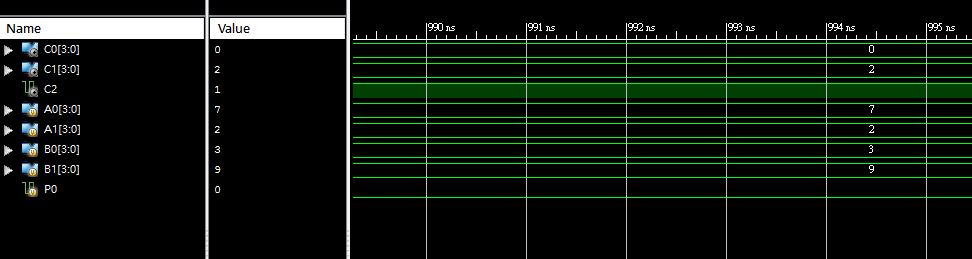 Name Value 990 ns 991 ns 992 ns 993 ns 994 ns 995 ns
C0[3:0] 0 0
C1[3:0] 2 2
C2 1
A0[3:0] 7 7
A1[3:0] 2 2
B0[3:0] 3 3
B1[3:0] 9 9
P0 0